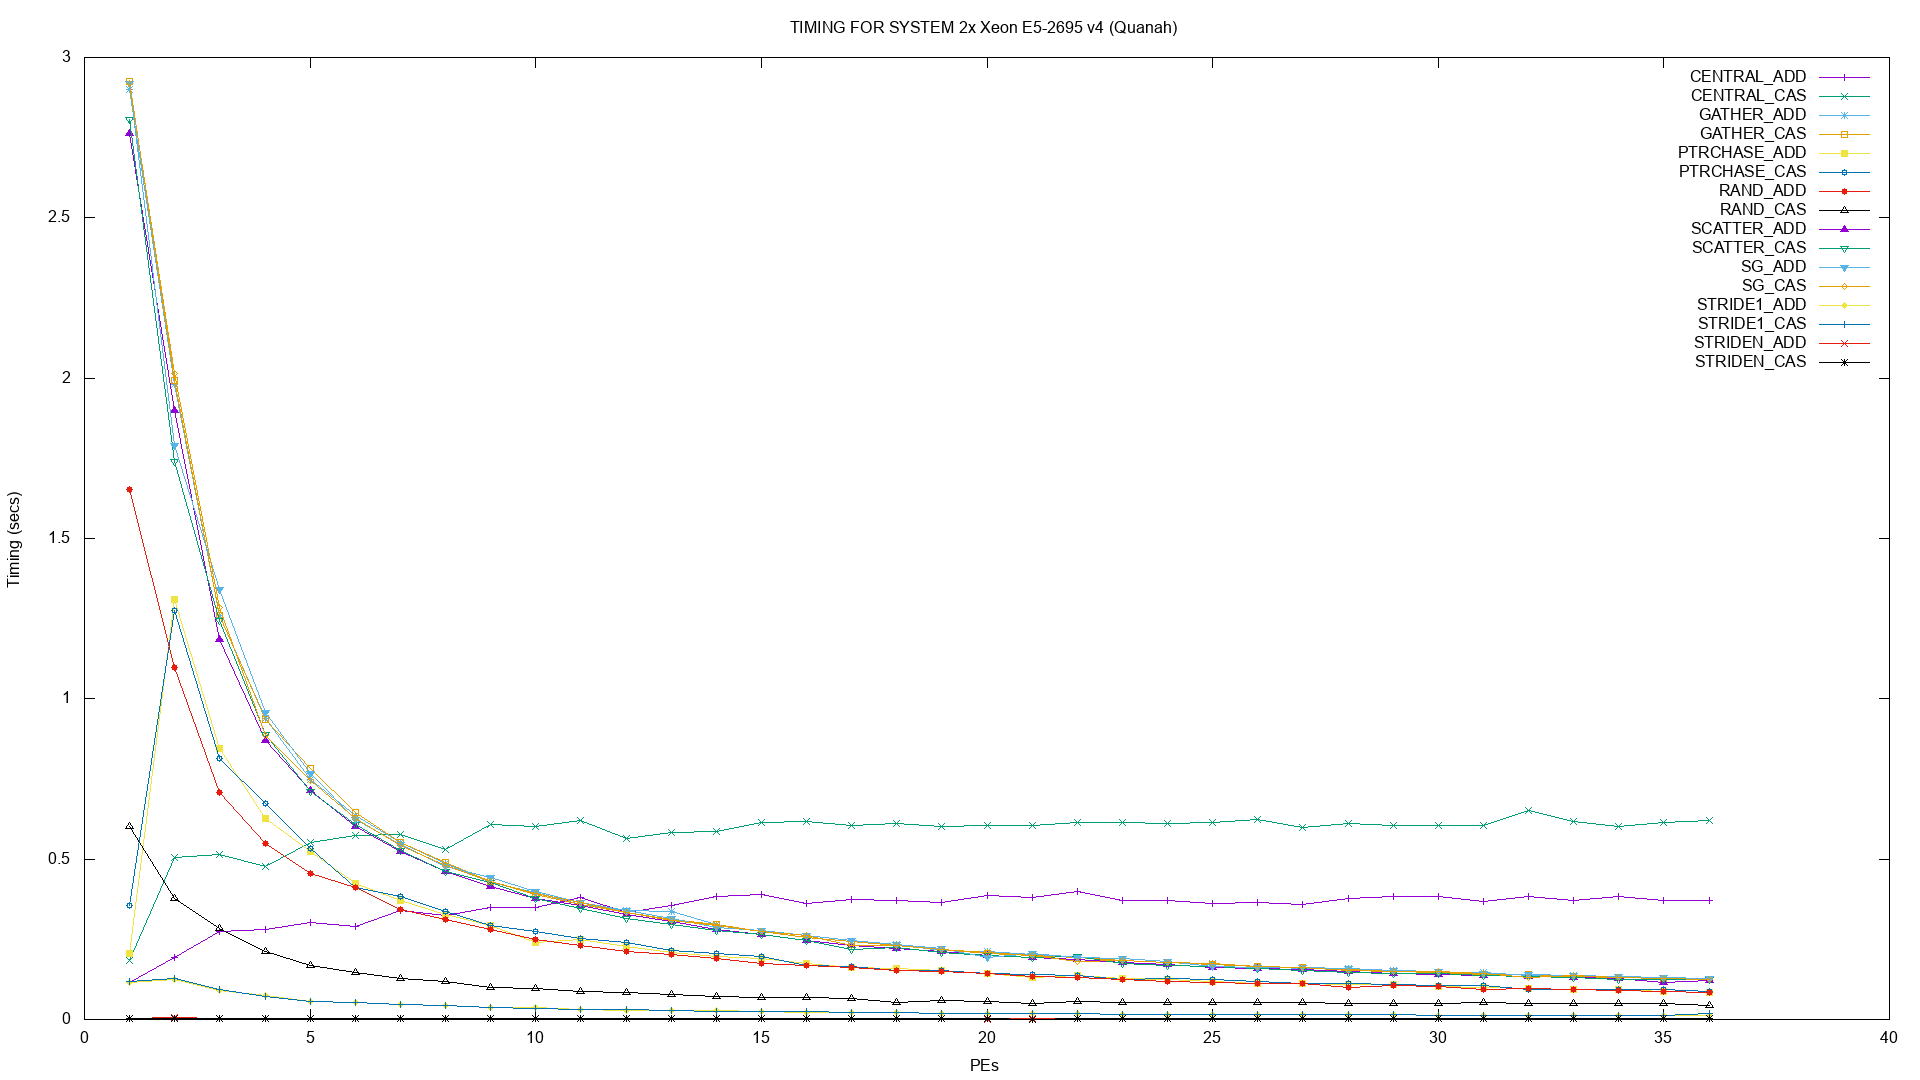 TIMING FOR SYSTEM 2x Xeon E5-2695 v4 (Quanah)
3
2.5
2
1.5
1
0.5
0
Timing (secs)
CENTRAL_ADD
CENTRAL_CAS
GATHER_ADD
GATHER_CAS
PTRCHASE_ADD
PTRCHASE_CAS
RAND_ADD
RAND_CAS
SCATTER_ADD
SCATTER_CAS
SG_ADD
SG_CAS
STRIDE1_ADD
STRIDE1_CAS
STRIDEN_ADD
STRIDEN_CAS
0 5 10 15 20 25 30 35 40
PEs